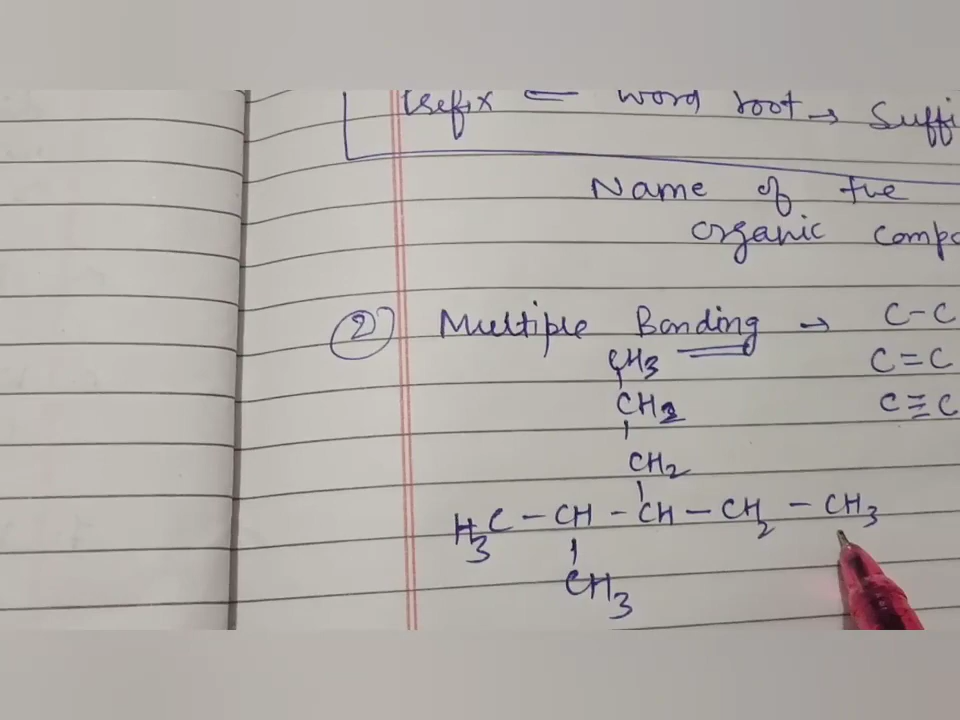 Prefix ← word root → Suffi
Name of the
organic compo
② Multiple Bonding → C-C
CH3
C=C
CH2
C≡C
CH2
H3C - CH - CH - CH2 - CH3
CH3